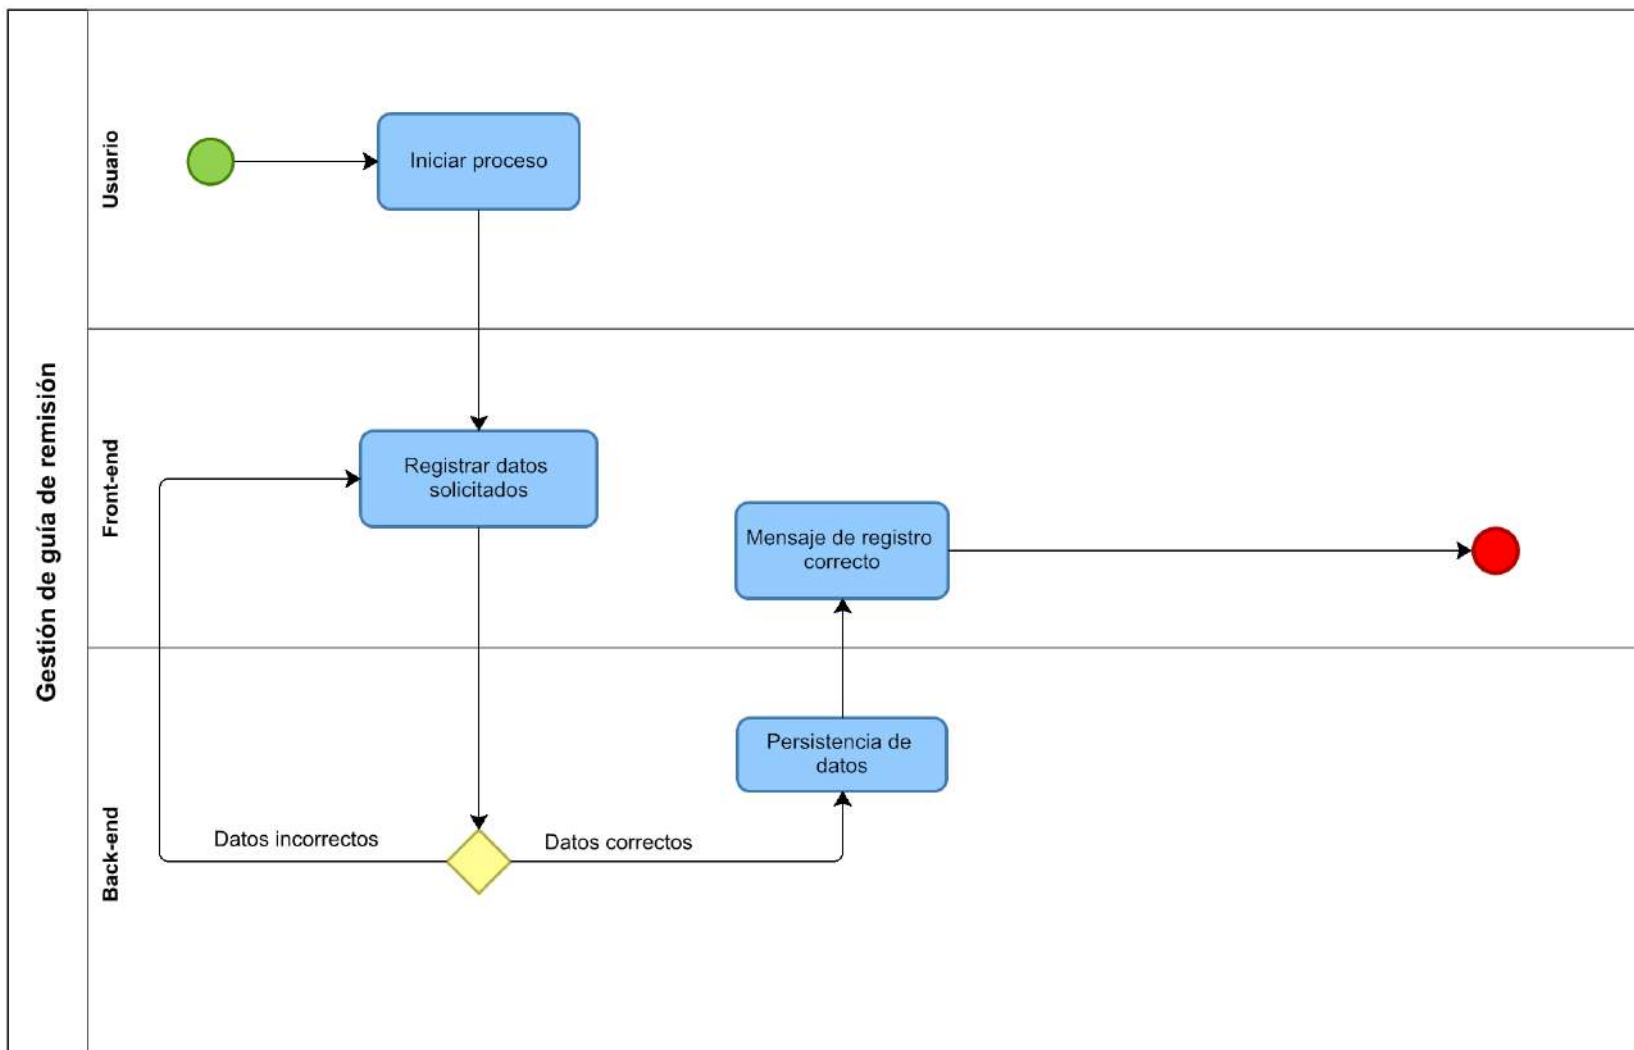 Gestión de guía de remisión
Usuario
Iniciar proceso
Front-end
Registrar datos
solicitados
Mensaje de registro
correcto
Back-end
Persistencia de
datos
Datos incorrectos
Datos correctos